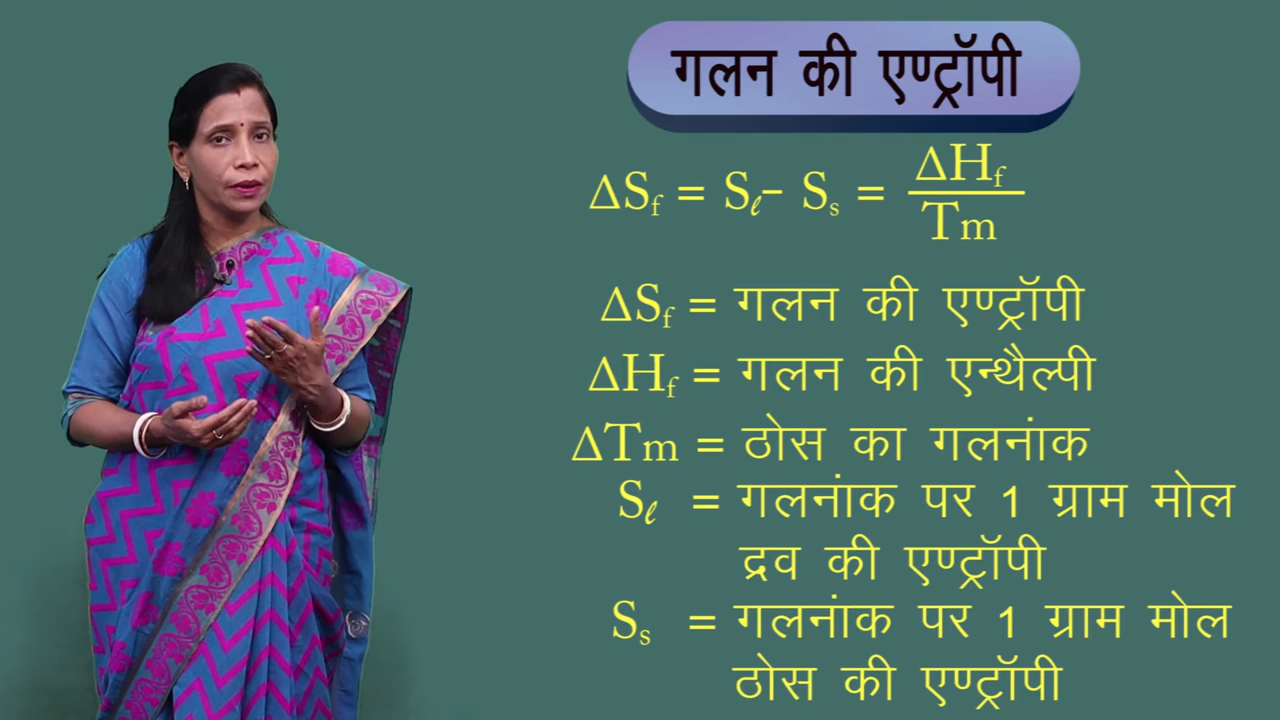 गलन की एण्ट्रॉपी
ΔSf = Sℓ- Ss = ΔHf / Tm
ΔSf = गलन की एण्ट्रॉपी
ΔHf = गलन की एन्थैल्पी
ΔTm = ठोस का गलनांक
Sℓ = गलनांक पर 1 ग्राम मोल
द्रव की एण्ट्रॉपी
Ss = गलनांक पर 1 ग्राम मोल
ठोस की एण्ट्रॉपी